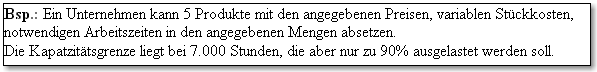 Bsp.: Ein Unternehmen kann 5 Produkte mit den angegebenen Preisen, variablen Stückkosten,
notwendigen Arbeitszeiten in den angegebenen Mengen absetzen.
Die Kapatzitätsgrenze liegt bei 7.000 Stunden, die aber nur zu 90% ausgelastet werden soll.